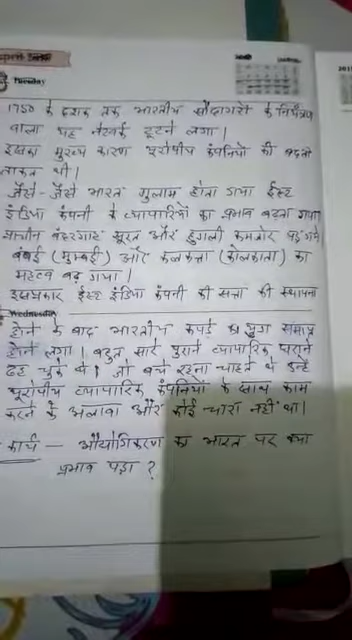 Tuesday
1750 के दशक तक भारतीय सौदागरों के नियंत्रण
वाला यह नेटवर्क टूटने लगा।
इसका मुख्य कारण यूरोपीय कंपनियों की बढ़ती
ताकत थी।
जैसे - जैसे भारत गुलाम होता गया ईस्ट
इंडिया कंपनी के व्यापारियों का प्रभाव बढ़ता गया
प्राचीन बंदरगाह सूरत और हुगली कमजोर पड़ गये
बंबई (मुम्बई) और कलकत्ता (कोलकाता) का
महत्व बढ़ गया।
इसप्रकार ईस्ट इंडिया कंपनी की सत्ता की स्थापना
Wednesday
होने के बाद भारतीय कपड़े का युग समाप्त
होने लगा। बहुत सारे पुराने व्यापारिक घराने
ढह चुके थे। जो बचे रहना चाहते थे उन्हें
यूरोपीय व्यापारिक कंपनियों के साथ काम
करने के अलावा और कोई चारा नहीं था।
कार्य — औद्योगिकरण का भारत पर क्या
प्रभाव पड़ा ?